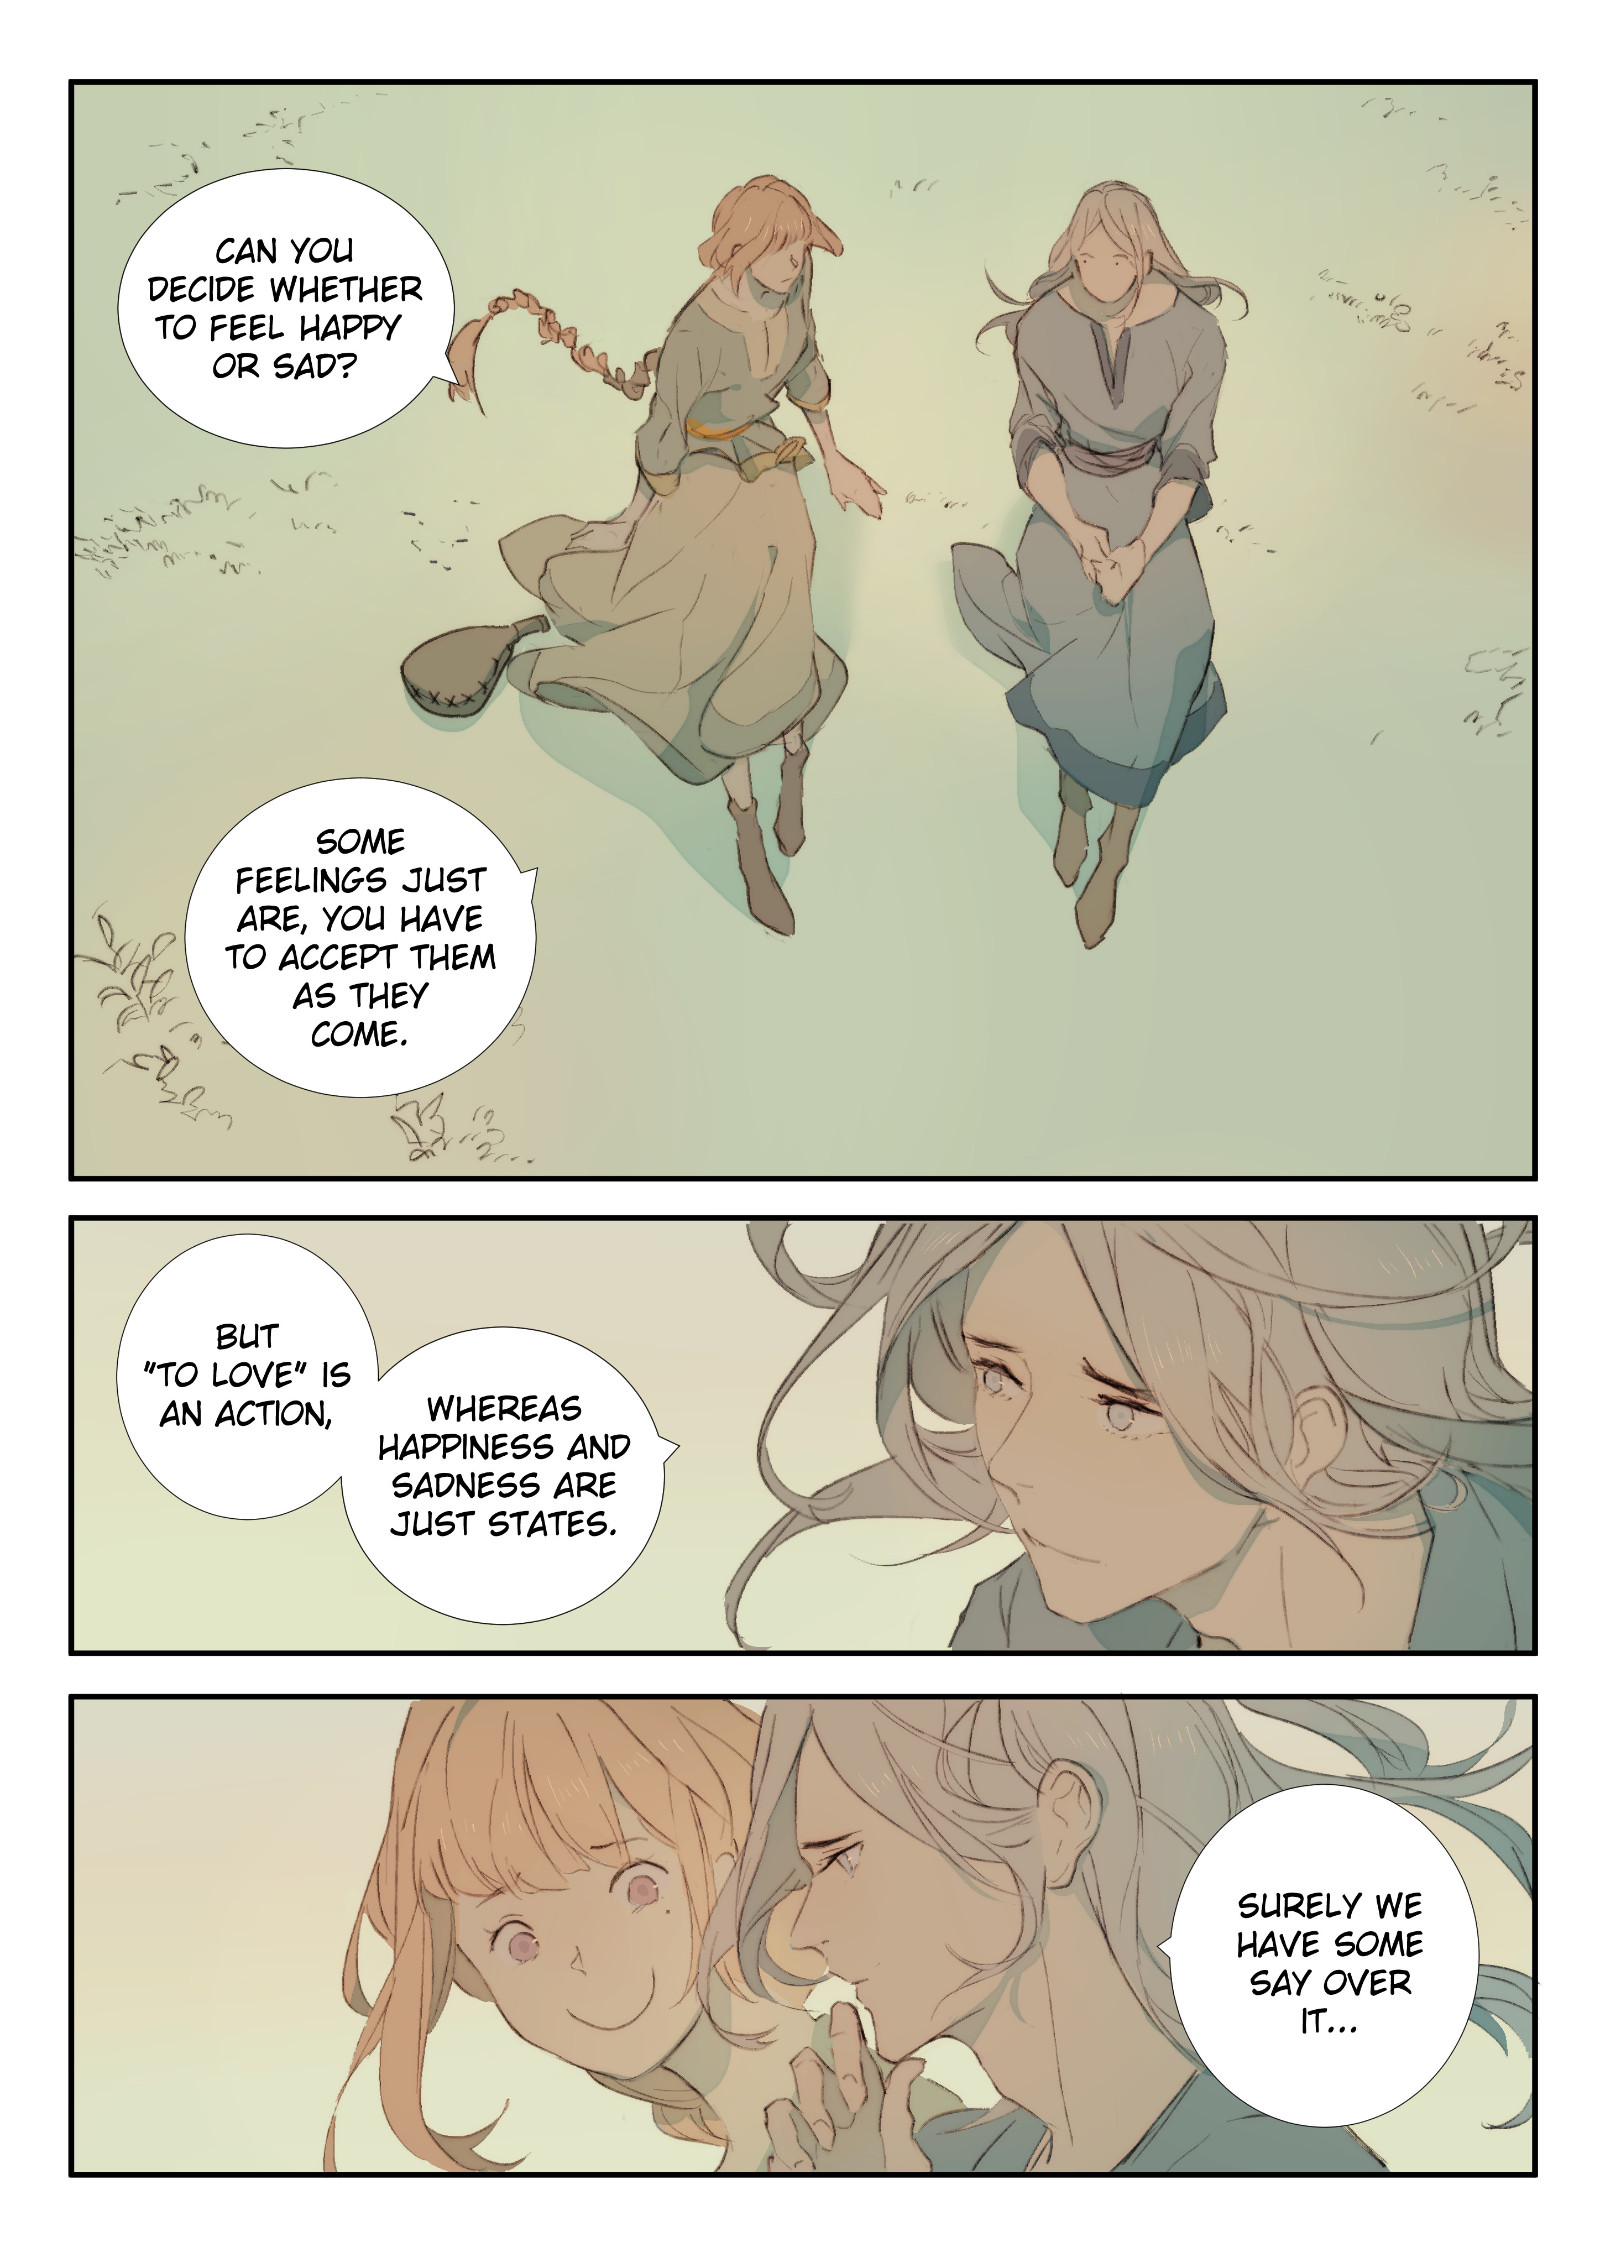 CAN YOU
DECIDE WHETHER
TO FEEL HAPPY
OR SAD?
SOME
FEELINGS JUST
ARE, YOU HAVE
TO ACCEPT THEM
AS THEY
COME.
BUT
"TO LOVE" IS
AN ACTION,
WHEREAS
HAPPINESS AND
SADNESS ARE
JUST STATES.
SURELY WE
HAVE SOME
SAY OVER
IT...